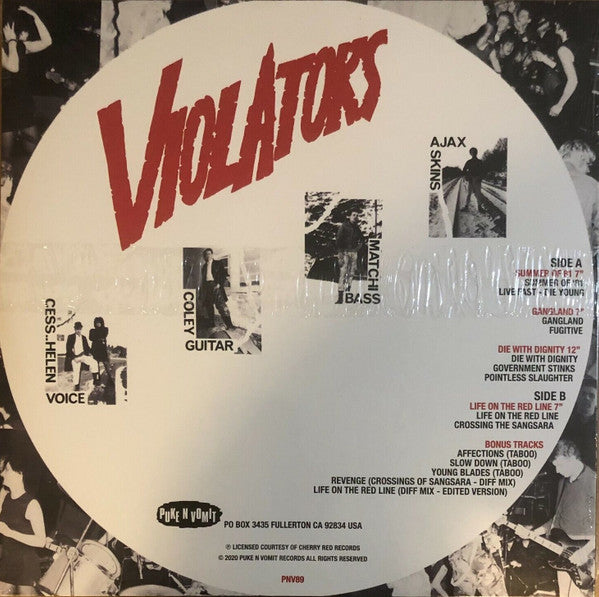 VIOLATORS
AJAX
SKINS
MATCHI
BASS
COLEY
GUITAR
CESS..HELEN
VOICE
SIDE A
SUMMER OF '81 7"
SUMMER OF '81
LIVE FAST - DIE YOUNG
GANGLAND 7"
GANGLAND
FUGITIVE
DIE WITH DIGNITY 12"
DIE WITH DIGNITY
GOVERNMENT STINKS
POINTLESS SLAUGHTER
SIDE B
LIFE ON THE RED LINE 7"
LIFE ON THE RED LINE
CROSSING THE SANGSARA
BONUS TRACKS
AFFECTIONS (TABOO)
SLOW DOWN (TABOO)
YOUNG BLADES (TABOO)
REVENGE (CROSSINGS OF SANGSARA - DIFF MIX)
LIFE ON THE RED LINE (DIFF MIX - EDITED VERSION)
PUKE N VOMIT
PO BOX 3435 FULLERTON CA 92834 USA
℗ LICENSED COURTESY OF CHERRY RED RECORDS
© 2020 PUKE N VOMIT RECORDS ALL RIGHTS RESERVED
PNV89